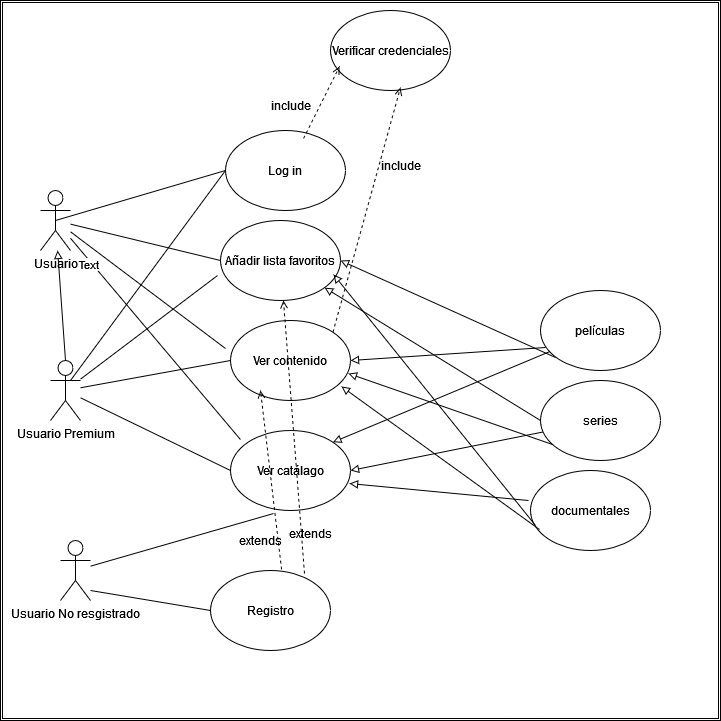 Verificar credenciales
include
include
Log in
Usuario
Text
Añadir lista favoritos
películas
Ver contenido
Usuario Premium
series
Ver catálago
documentales
extends
extends
Usuario No resgistrado
Registro